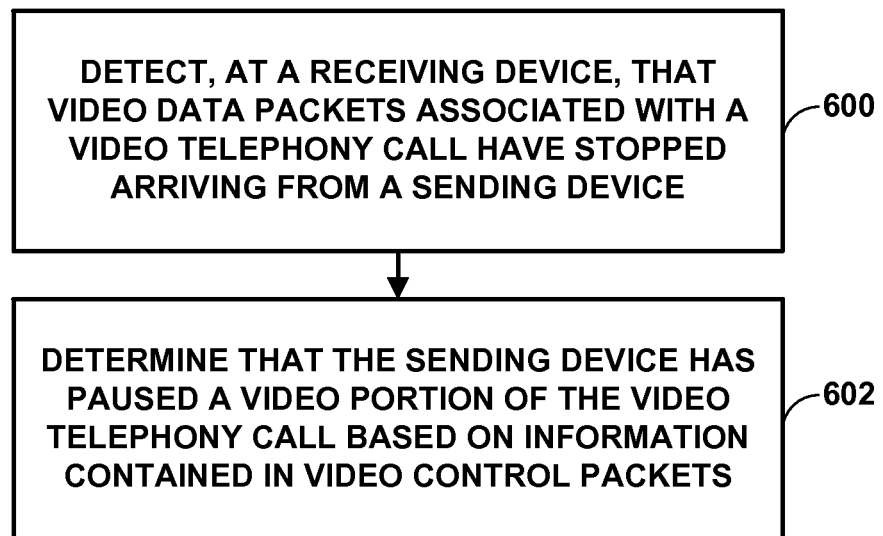 DETECT, AT A RECEIVING DEVICE, THAT
VIDEO DATA PACKETS ASSOCIATED WITH A
VIDEO TELEPHONY CALL HAVE STOPPED
ARRIVING FROM A SENDING DEVICE
600
DETERMINE THAT THE SENDING DEVICE HAS
PAUSED A VIDEO PORTION OF THE VIDEO
TELEPHONY CALL BASED ON INFORMATION
CONTAINED IN VIDEO CONTROL PACKETS
602